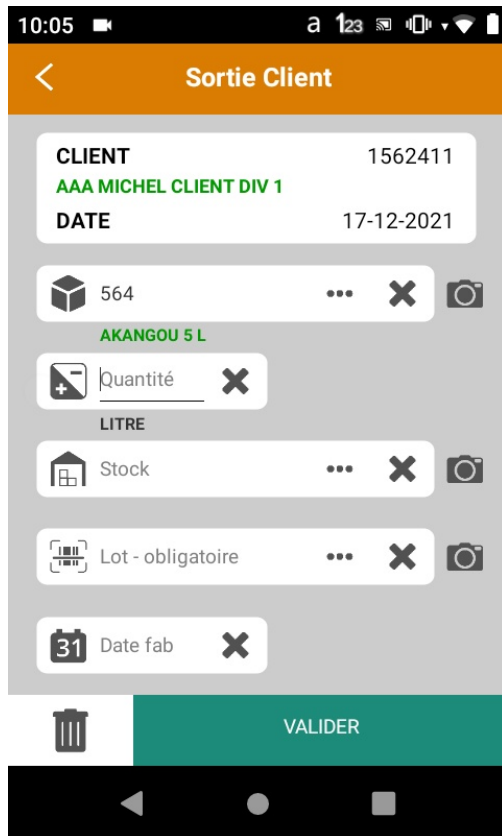 10:05 a 123
Sortie Client
CLIENT 1562411
AAA MICHEL CLIENT DIV 1
DATE 17-12-2021
564
AKANGOU 5 L
Quantité
LITRE
Stock
Lot - obligatoire
31 Date fab
VALIDER